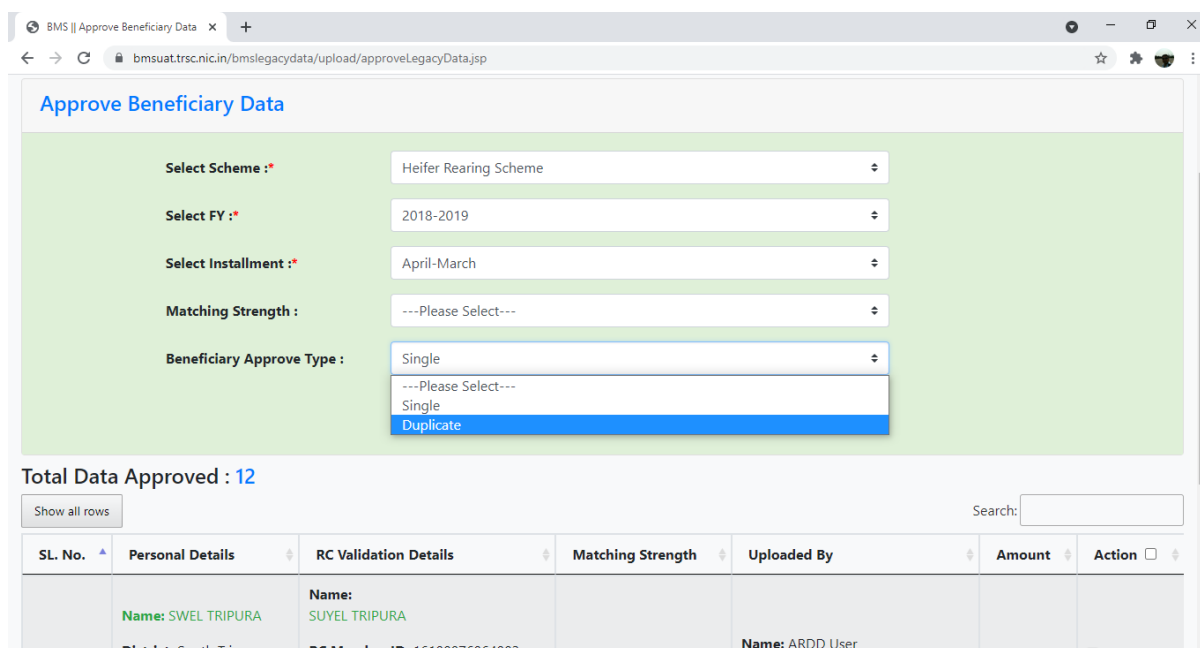 BMS || Approve Beneficiary Data
bmsuat.trsc.nic.in/bmslegacydata/upload/approveLegacyData.jsp
Approve Beneficiary Data
Select Scheme :* Heifer Rearing Scheme
Select FY :* 2018-2019
Select Installment :* April-March
Matching Strength : ---Please Select---
Beneficiary Approve Type : Single
---Please Select---
Single
Duplicate
Total Data Approved : 12
Show all rows Search:
SL. No. Personal Details RC Validation Details Matching Strength Uploaded By Amount Action
Name:
Name: SWEL TRIPURA SUYEL TRIPURA
Name: ARDD User